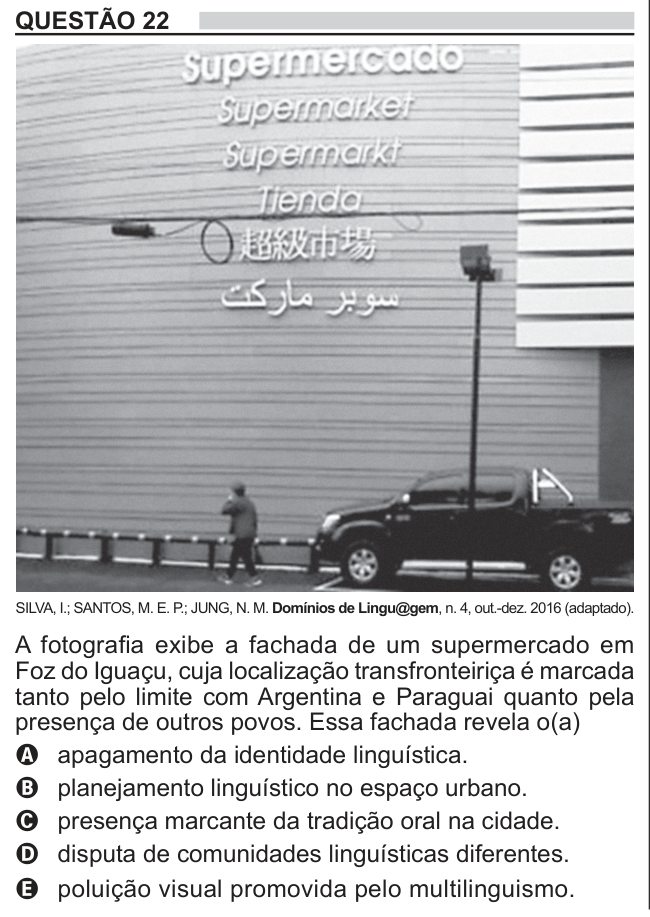 QUESTÃO 22
Supermercado
Supermarket
Supermarkt
Tienda
超級市場
سوبر ماركت
SILVA, I.; SANTOS, M. E. P.; JUNG, N. M. Domínios de Lingu@gem, n. 4, out.-dez. 2016 (adaptado).
A fotografia exibe a fachada de um supermercado em
Foz do Iguaçu, cuja localização transfronteiriça é marcada
tanto pelo limite com Argentina e Paraguai quanto pela
presença de outros povos. Essa fachada revela o(a)
A apagamento da identidade linguística.
B planejamento linguístico no espaço urbano.
C presença marcante da tradição oral na cidade.
D disputa de comunidades linguísticas diferentes.
E poluição visual promovida pelo multilinguismo.